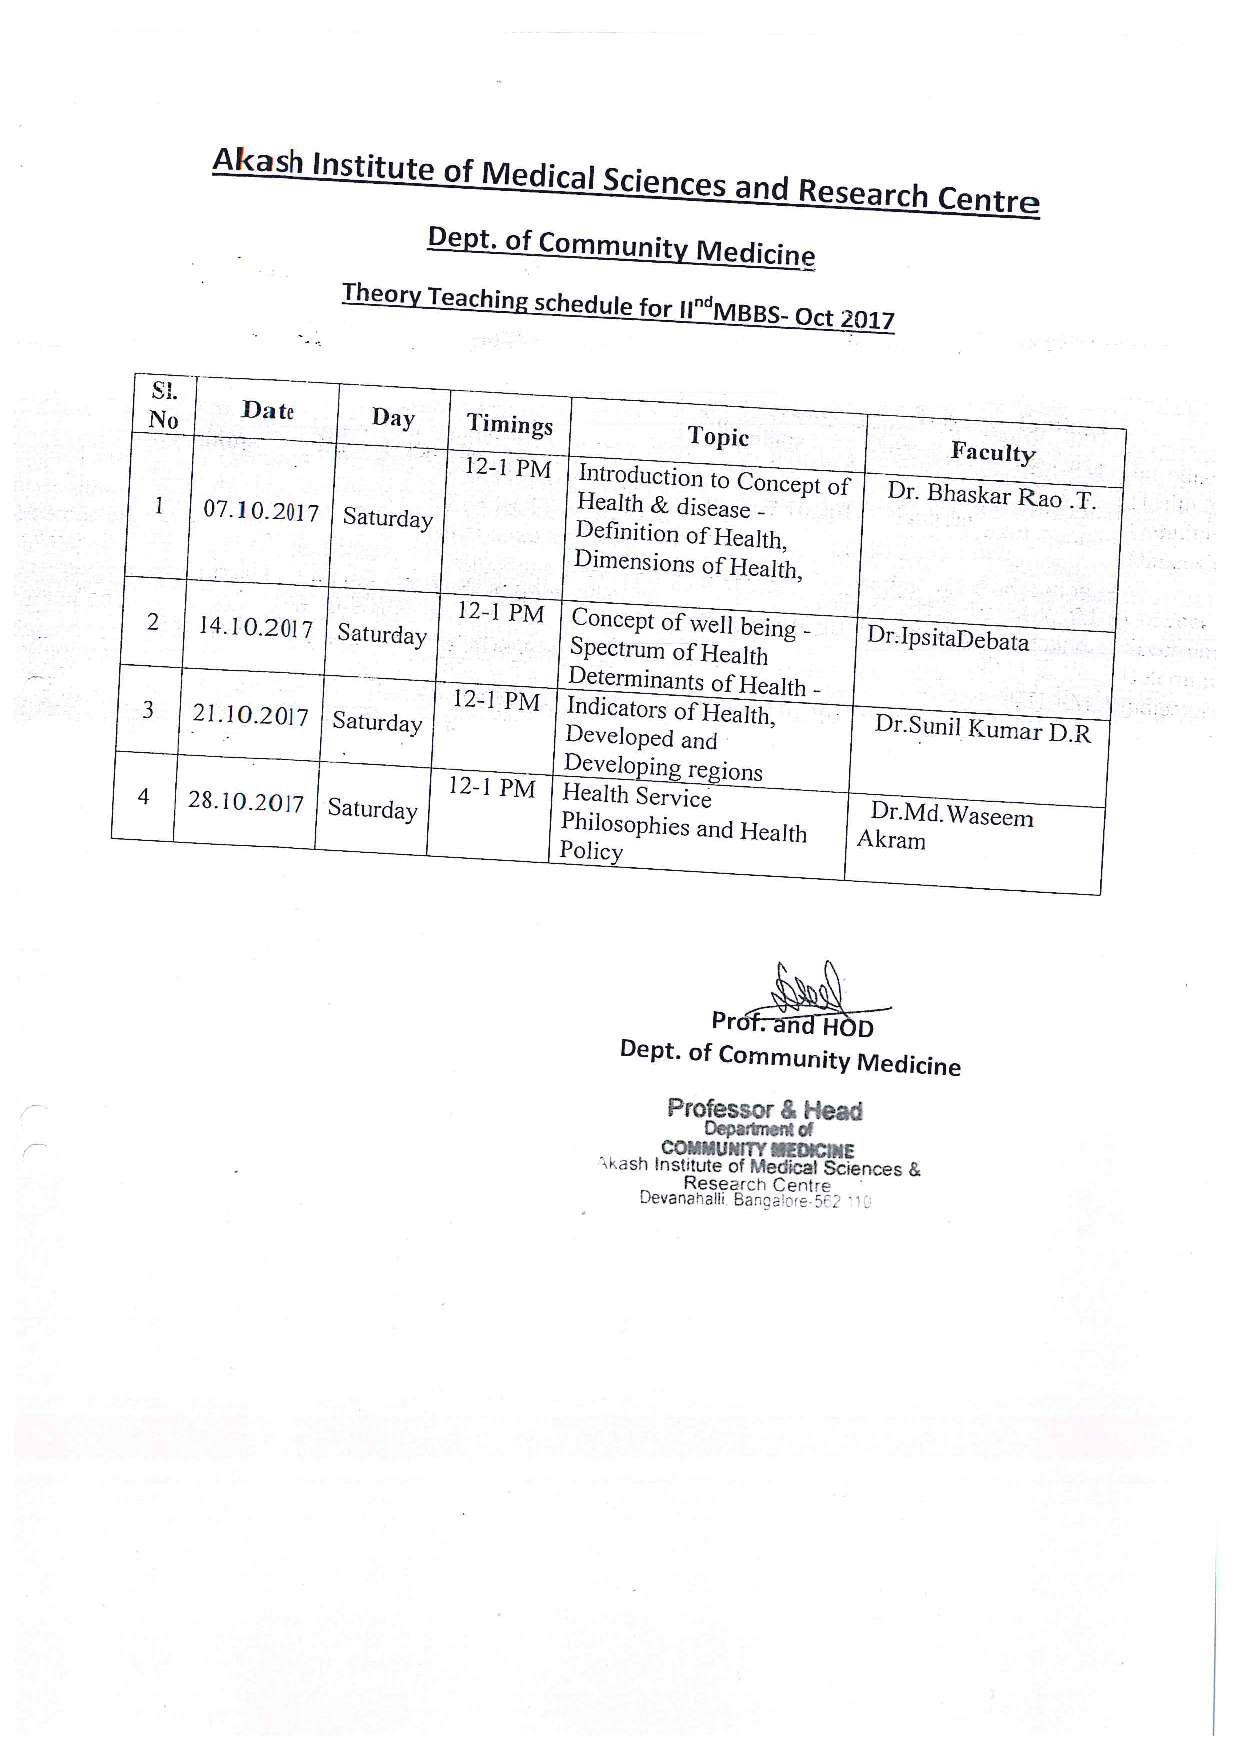 Akash Institute of Medical Sciences and Research Centre
Dept. of Community Medicine
Theory Teaching schedule for IIndMBBS- Oct 2017
Sl. No Date Day Timings Topic Faculty
1 07.10.2017 Saturday 12-1 PM Introduction to Concept of Dr. Bhaskar Rao .T.
Health & disease -
Definition of Health,
Dimensions of Health,
2 14.10.2017 Saturday 12-1 PM Concept of well being - Dr.IpsitaDebata
Spectrum of Health
Determinants of Health -
3 21.10.2017 Saturday 12-1 PM Indicators of Health, Dr.Sunil Kumar D.R
Developed and
Developing regions
4 28.10.2017 Saturday 12-1 PM Health Service Dr.Md.Waseem
Philosophies and Health Akram
Policy
Prof. and HOD
Dept. of Community Medicine
Professor & Head
Department of
COMMUNITY MEDICINE
Akash Institute of Medical Sciences &
Research Centre
Devanahalli, Bangalore-562 110